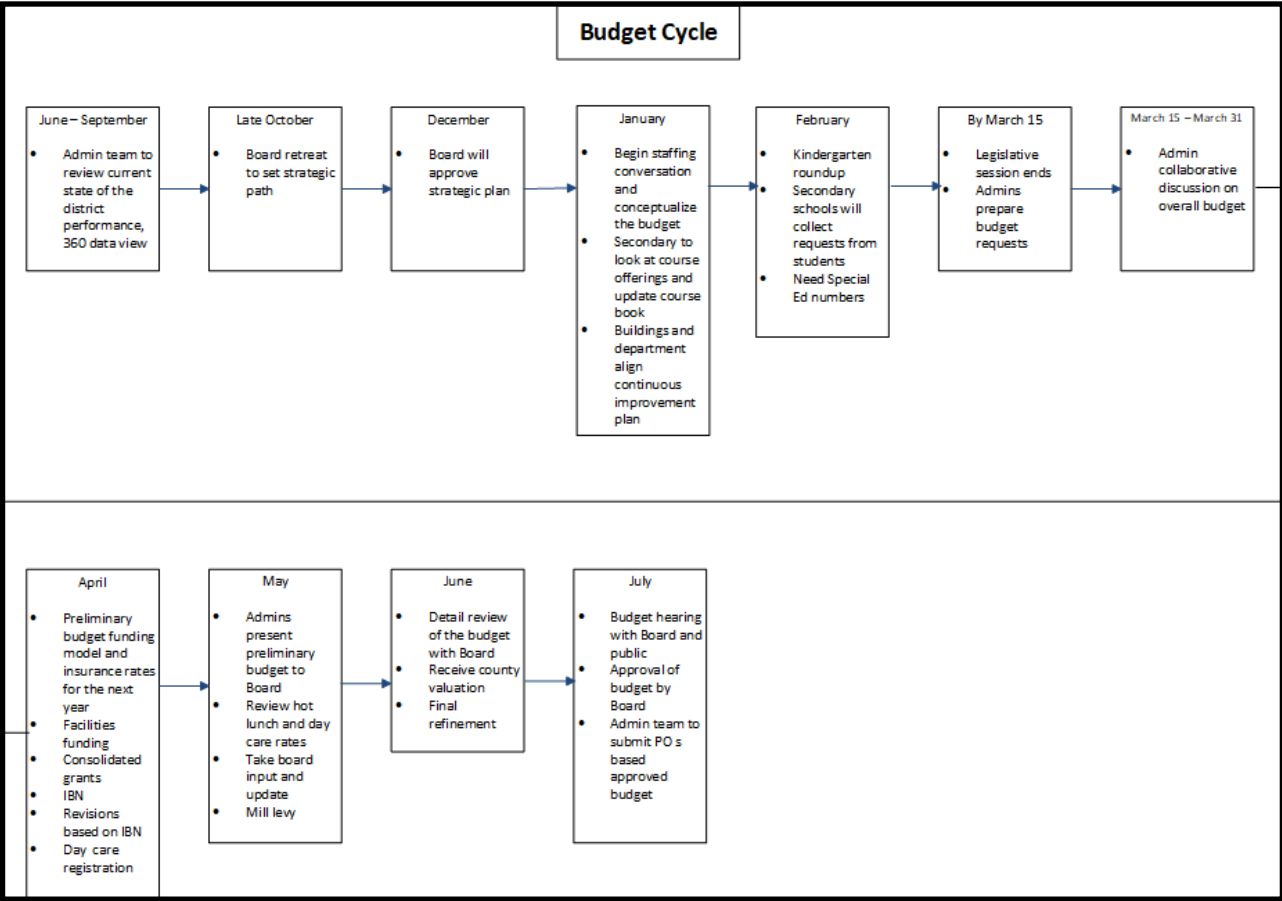 Budget Cycle
June – September
• Admin team to
review current
state of the
district
performance,
360 data view
Late October
• Board retreat
to set strategic
path
December
• Board will
approve
strategic plan
January
• Begin staffing
conversation
and
conceptualize
the budget
• Secondary to
look at course
offerings and
update course
book
• Buildings and
department
align
continuous
improvement
plan
February
• Kindergarten
roundup
• Secondary
schools will
collect
requests from
students
• Need Special
Ed numbers
By March 15
• Legislative
session ends
• Admins
prepare
budget
requests
March 15 – March 31
• Admin
collaborative
discussion on
overall budget
April
• Preliminary
budget funding
model and
insurance rates
for the next
year
• Facilities
funding
• Consolidated
grants
• IBN
• Revisions
based on IBN
• Day care
registration
May
• Admins
present
preliminary
budget to
Board
• Review hot
lunch and day
care rates
• Take board
input and
update
• Mill levy
June
• Detail review
of the budget
with Board
• Receive county
valuation
• Final
refinement
July
• Budget hearing
with Board and
public
• Approval of
budget by
Board
• Admin team to
submit PO s
based
approved
budget